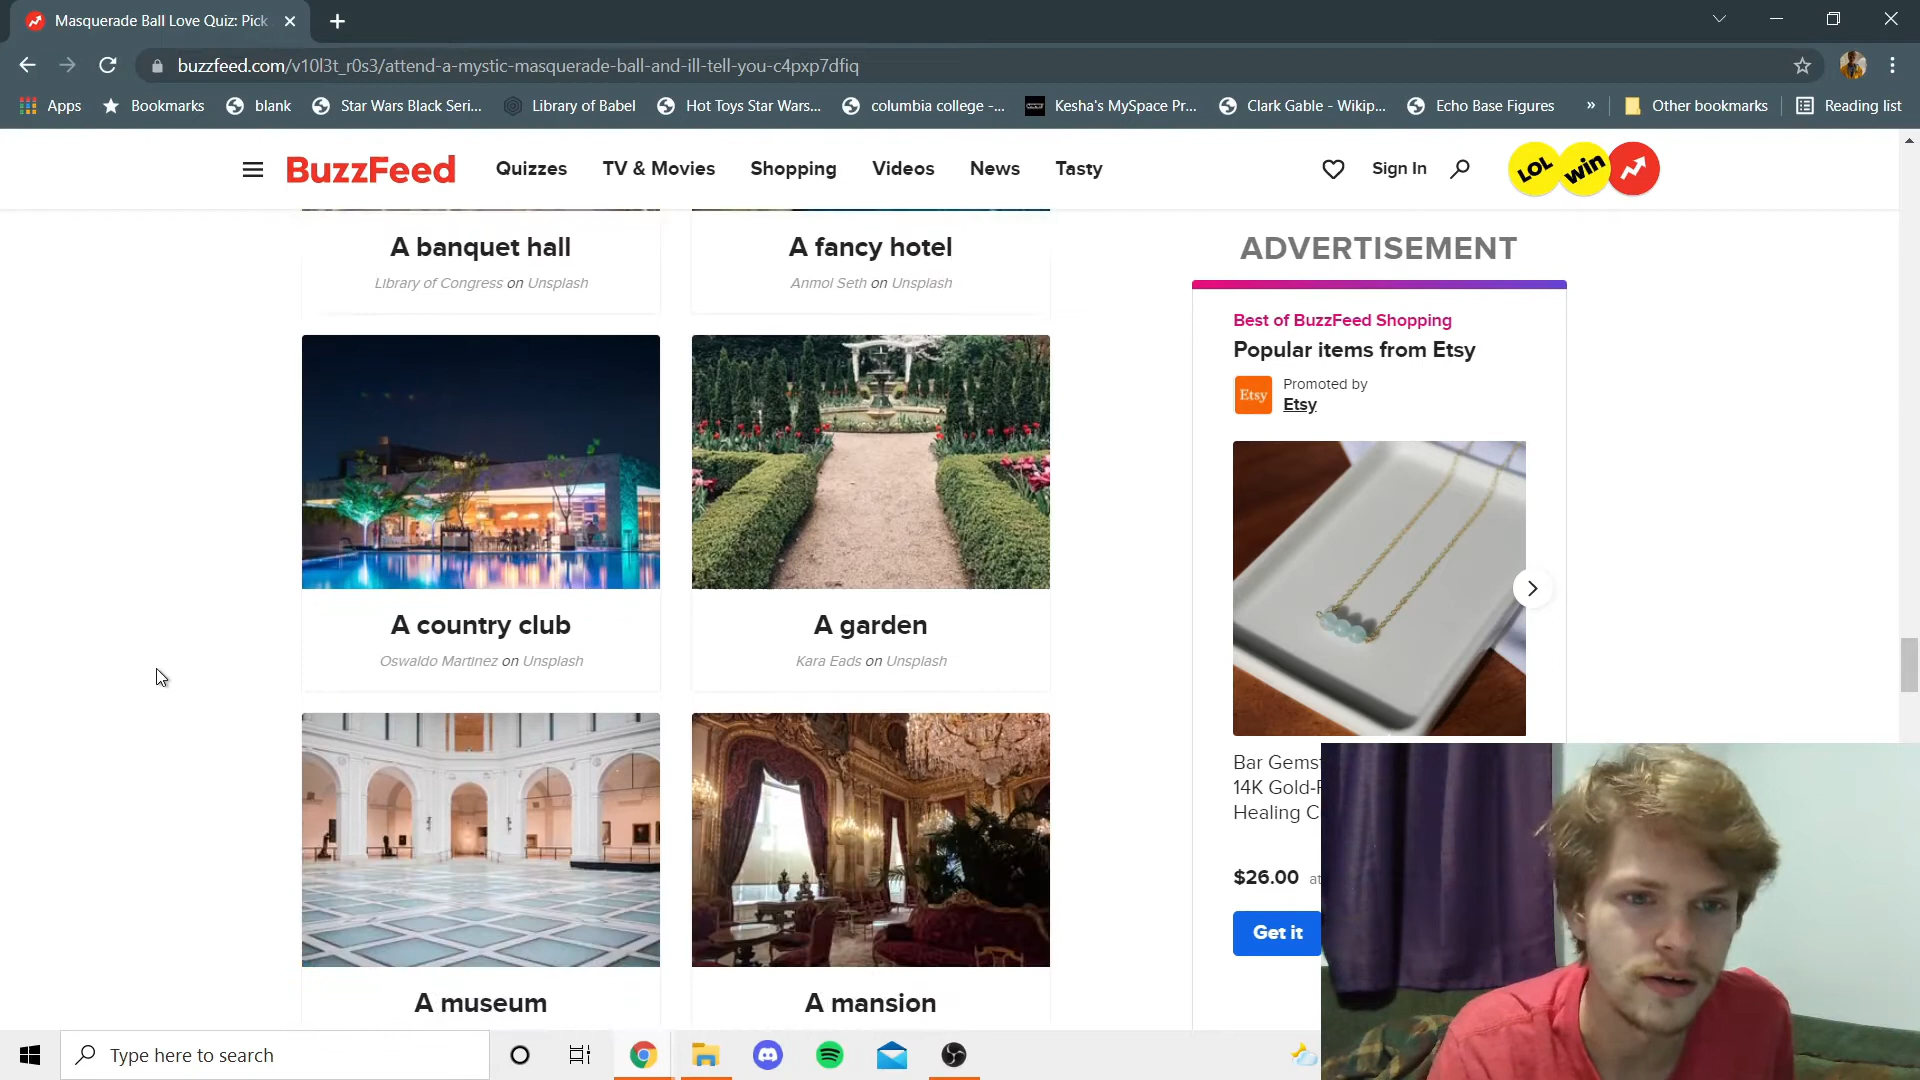 Masquerade Ball Love Quiz: Pick
buzzfeed.com/v10l3t_r0s3/attend-a-mystic-masquerade-ball-and-ill-tell-you-c4pxp7dfiq
Apps Bookmarks blank Star Wars Black Seri... Library of Babel Hot Toys Star Wars... columbia college -... Kesha's MySpace Pr... Clark Gable - Wikip... Echo Base Figures » Other bookmarks Reading list
BuzzFeed Quizzes TV & Movies Shopping Videos News Tasty Sign In LOL win
A banquet hall
Library of Congress on Unsplash
A fancy hotel
Anmol Seth on Unsplash
A country club
Oswaldo Martinez on Unsplash
A garden
Kara Eads on Unsplash
A museum
A mansion
ADVERTISEMENT
Best of BuzzFeed Shopping
Popular items from Etsy
Etsy
Promoted by
Etsy
Bar Gems
14K Gold-
Healing C
$26.00 at
Get it
Type here to search